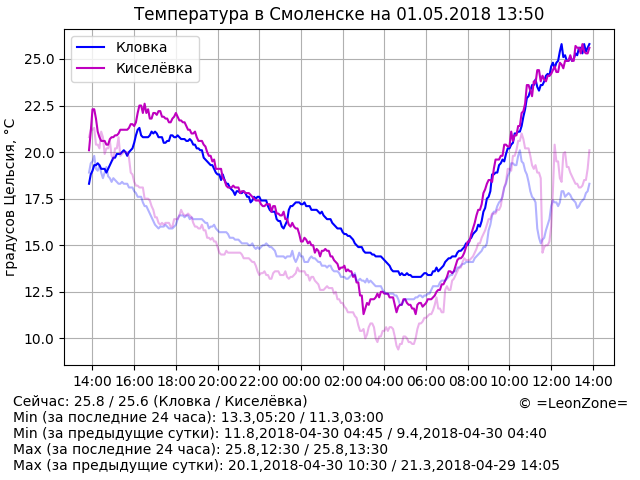 Температура в Смоленске на 01.05.2018 13:50
Кловка
Киселёвка
градусов Цельсия, °C
25.0
22.5
20.0
17.5
15.0
12.5
10.0
14:00 16:00 18:00 20:00 22:00 00:00 02:00 04:00 06:00 08:00 10:00 12:00 14:00
© =LeonZone=
Сейчас: 25.8 / 25.6 (Кловка / Киселёвка)
Min (за последние 24 часа): 13.3,05:20 / 11.3,03:00
Min (за предыдущие сутки): 11.8,2018-04-30 04:45 / 9.4,2018-04-30 04:40
Max (за последние 24 часа): 25.8,12:30 / 25.8,13:30
Max (за предыдущие сутки): 20.1,2018-04-30 10:30 / 21.3,2018-04-29 14:05